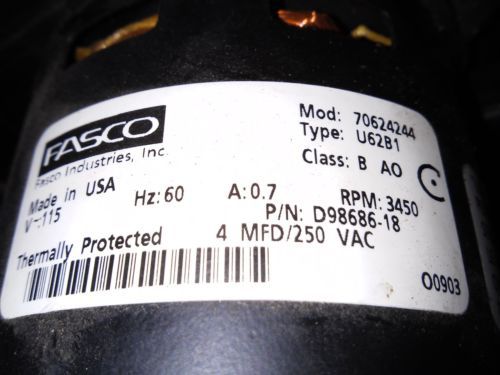 FASCO
Fasco Industries, Inc.
Mod: 70624244
Type: U62B1
Class: B AO
Made in USA
Hz: 60 A: 0.7 RPM: 3450
V~: 115
P/N: D98686-18
Thermally Protected 4 MFD/250 VAC
O0903